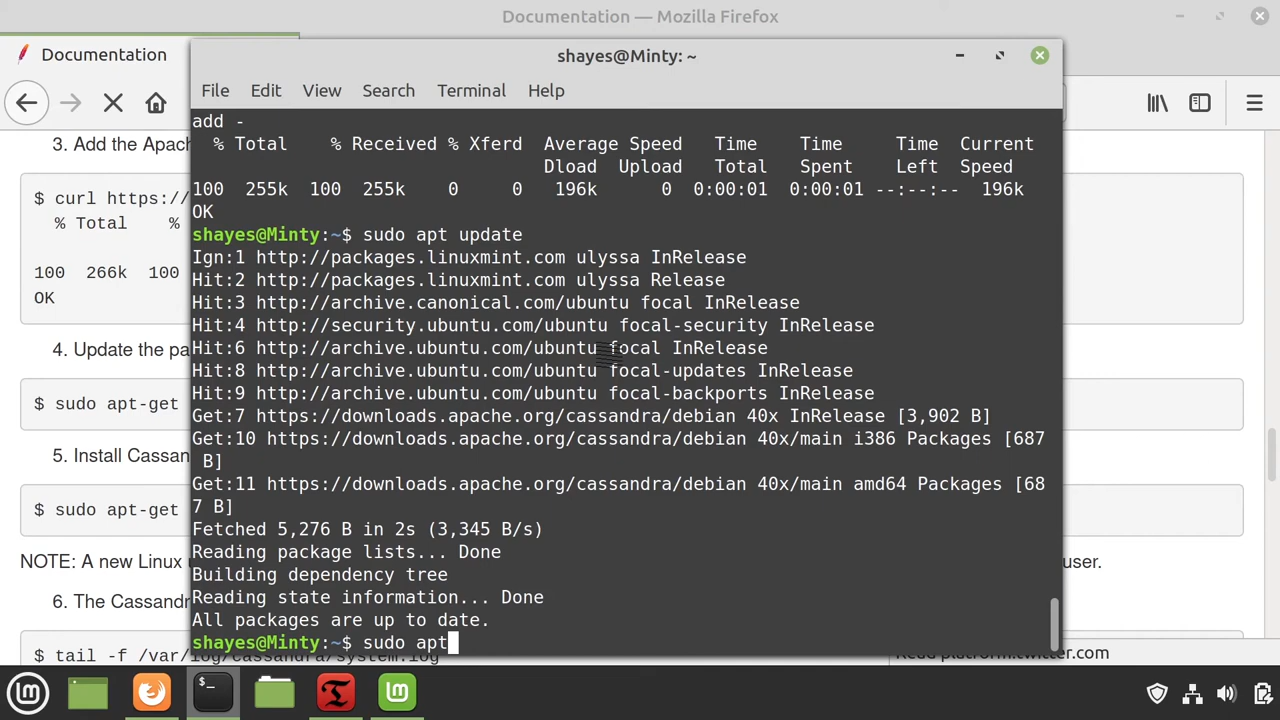 Documentation — Mozilla Firefox
Documentation
shayes@Minty: ~
File Edit View Search Terminal Help
3. Add the Apac
$ curl https://
% Total %
100 266k 100
OK
4. Update the pa
$ sudo apt-get
5. Install Cassan
$ sudo apt-get
NOTE: A new Linux u
user.
6. The Cassandr
$ tail -f /var/log/cassandra/system.log
Read platform.twitter.com
add -
% Total % Received % Xferd Average Speed Time Time Time Current
Dload Upload Total Spent Left Speed
100 255k 100 255k 0 0 196k 0 0:00:01 0:00:01 --:--:-- 196k
OK
shayes@Minty:~$ sudo apt update
Ign:1 http://packages.linuxmint.com ulyssa InRelease
Hit:2 http://packages.linuxmint.com ulyssa Release
Hit:3 http://archive.canonical.com/ubuntu focal InRelease
Hit:4 http://security.ubuntu.com/ubuntu focal-security InRelease
Hit:6 http://archive.ubuntu.com/ubuntu focal InRelease
Hit:8 http://archive.ubuntu.com/ubuntu focal-updates InRelease
Hit:9 http://archive.ubuntu.com/ubuntu focal-backports InRelease
Get:7 https://downloads.apache.org/cassandra/debian 40x InRelease [3,902 B]
Get:10 https://downloads.apache.org/cassandra/debian 40x/main i386 Packages [687
B]
Get:11 https://downloads.apache.org/cassandra/debian 40x/main amd64 Packages [68
7 B]
Fetched 5,276 B in 2s (3,345 B/s)
Reading package lists... Done
Building dependency tree
Reading state information... Done
All packages are up to date.
shayes@Minty:~$ sudo apt